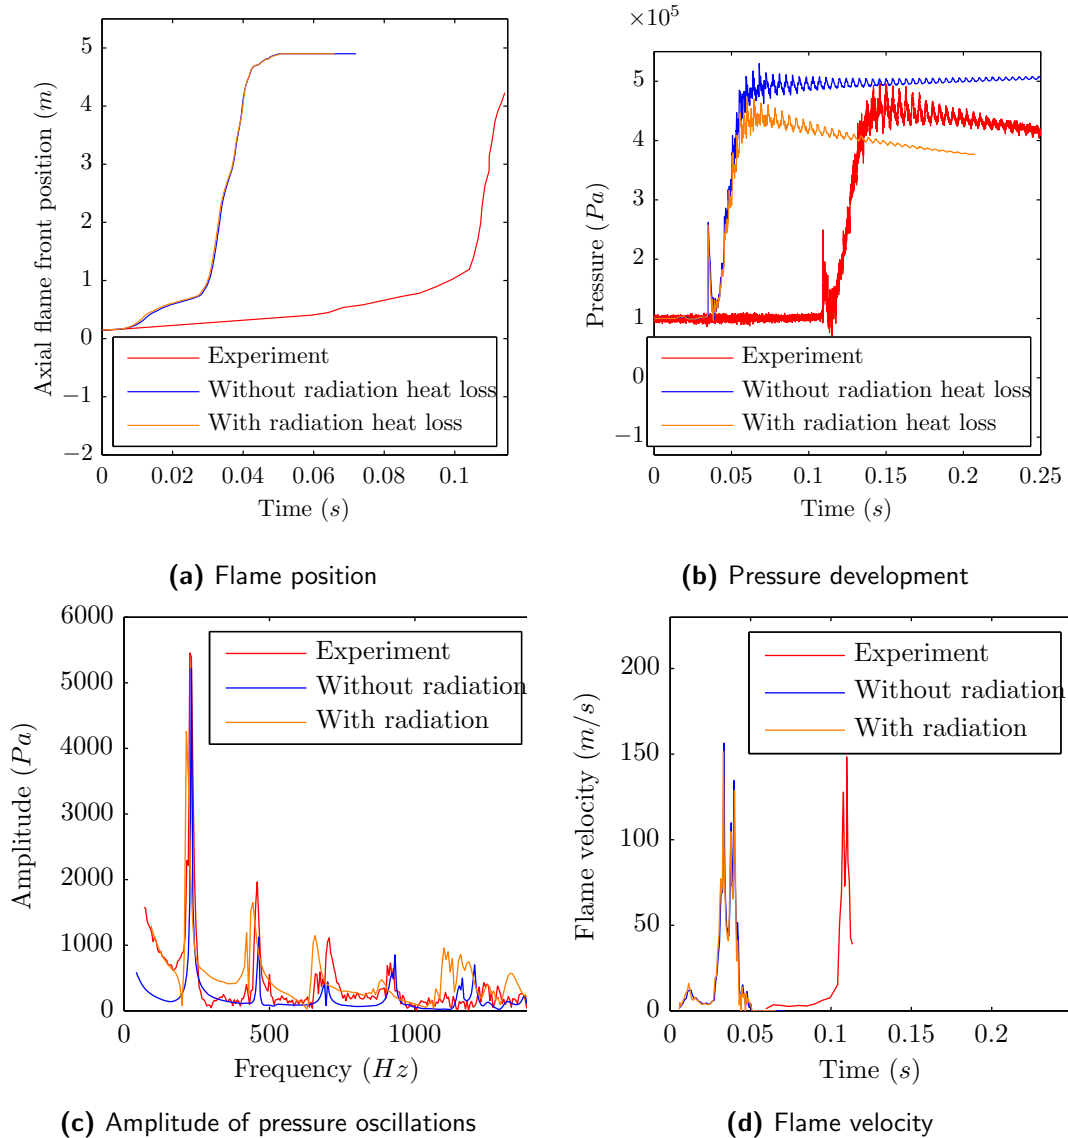 ×10⁵
Axial flame front position (m)
5
4
3
2
1
0
−1
−2
Experiment
Without radiation heat loss
With radiation heat loss
0
0.02
0.04
0.06
0.08
0.1
Time (s)
Pressure (Pa)
5
4
3
2
1
0
−1
Experiment
Without radiation heat loss
With radiation heat loss
0
0.05
0.1
0.15
0.2
0.25
Time (s)
(a) Flame position
(b) Pressure development
Amplitude (Pa)
6000
5000
4000
3000
2000
1000
0
Experiment
Without radiation
With radiation
0
500
1000
Frequency (Hz)
Flame velocity (m/s)
200
150
100
50
0
Experiment
Without radiation
With radiation
0
0.05
0.1
0.15
0.2
Time (s)
(c) Amplitude of pressure oscillations
(d) Flame velocity